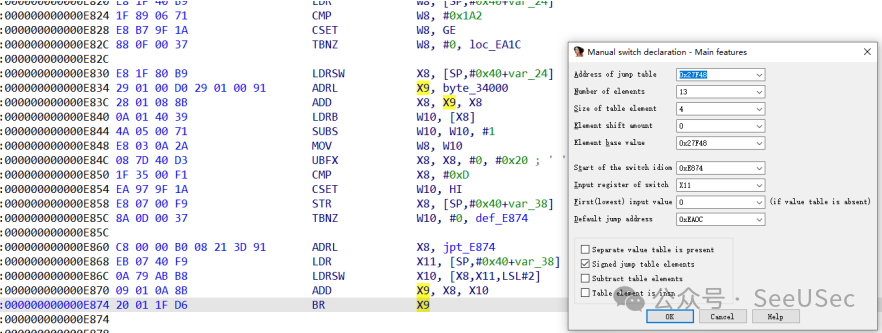 :000000000000E820 E8 1F 40 B9 LDR W8, [SP,#0x40+var_24]
:000000000000E824 1F 89 06 71 CMP W8, #0x1A2
:000000000000E828 E8 B7 9F 1A CSET W8, GE
:000000000000E82C 88 0F 00 37 TBNZ W8, #0, loc_EA1C
:000000000000E82C
:000000000000E830 E8 1F 80 B9 LDRSW X8, [SP,#0x40+var_24]
:000000000000E834 29 01 00 D0 29 01 00 91 ADRL X9, byte_34000
:000000000000E83C 28 01 08 8B ADD X8, X9, X8
:000000000000E840 0A 01 40 39 LDRB W10, [X8]
:000000000000E844 4A 05 00 71 SUBS W10, W10, #1
:000000000000E848 E8 03 0A 2A MOV W8, W10
:000000000000E84C 08 7D 40 D3 UBFX X8, X8, #0, #0x20 ; ' '
:000000000000E850 1F 35 00 F1 CMP X8, #0xD
:000000000000E854 EA 97 9F 1A CSET W10, HI
:000000000000E858 E8 07 00 F9 STR X8, [SP,#0x40+var_38]
:000000000000E85C 8A 0D 00 37 TBNZ W10, #0, def_E874
:000000000000E85C
:000000000000E860 C8 00 00 B0 08 21 3D 91 ADRL X8, jpt_E874
:000000000000E868 EB 07 40 F9 LDR X11, [SP,#0x40+var_38]
:000000000000E86C 0A 79 AB B8 LDRSW X10, [X8,X11,LSL#2]
:000000000000E870 09 01 0A 8B ADD X9, X8, X10
:000000000000E874 20 01 1F D6 BR X9
:000000000000E874
Manual switch declaration - Main features
Address of jump table 0x27F48
Number of elements 13
Size of table element 4
Element shift amount 0
Element base value 0x27F48
Start of the switch idiom 0xE874
Input register of switch X11
First(lowest) input value 0 (if value table is absent)
Default jump address 0xEA0C
Separate value table is present
Signed jump table elements
Subtract table elements
Table element is insn
OK Cancel Help
公众号 · SeeUSec